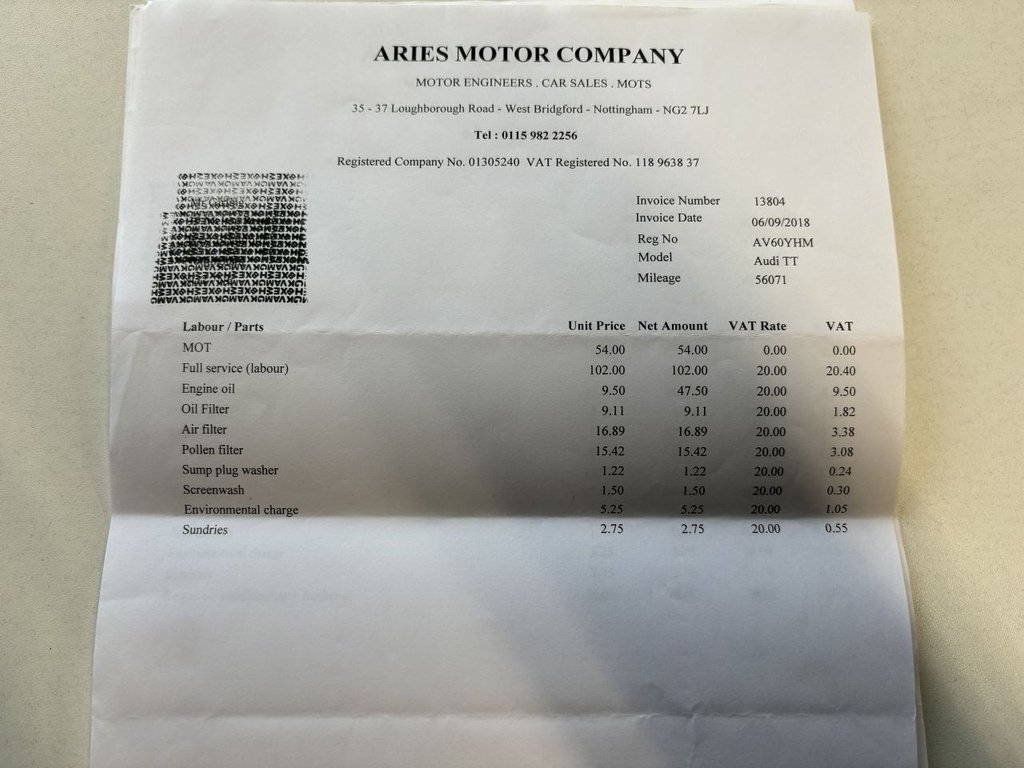 ARIES MOTOR COMPANY
MOTOR ENGINEERS . CAR SALES . MOTS
35 - 37 Loughborough Road - West Bridgford - Nottingham - NG2 7LJ
Tel : 0115 982 2256
Registered Company No. 01305240 VAT Registered No. 118 9638 37
Invoice Number 13804
Invoice Date 06/09/2018
Reg No AV60YHM
Model Audi TT
Mileage 56071
Labour / Parts Unit Price Net Amount VAT Rate VAT
MOT 54.00 54.00 0.00 0.00
Full service (labour) 102.00 102.00 20.00 20.40
Engine oil 9.50 47.50 20.00 9.50
Oil Filter 9.11 9.11 20.00 1.82
Air filter 16.89 16.89 20.00 3.38
Pollen filter 15.42 15.42 20.00 3.08
Sump plug washer 1.22 1.22 20.00 0.24
Screenwash 1.50 1.50 20.00 0.30
Environmental charge 5.25 5.25 20.00 1.05
Sundries 2.75 2.75 20.00 0.55